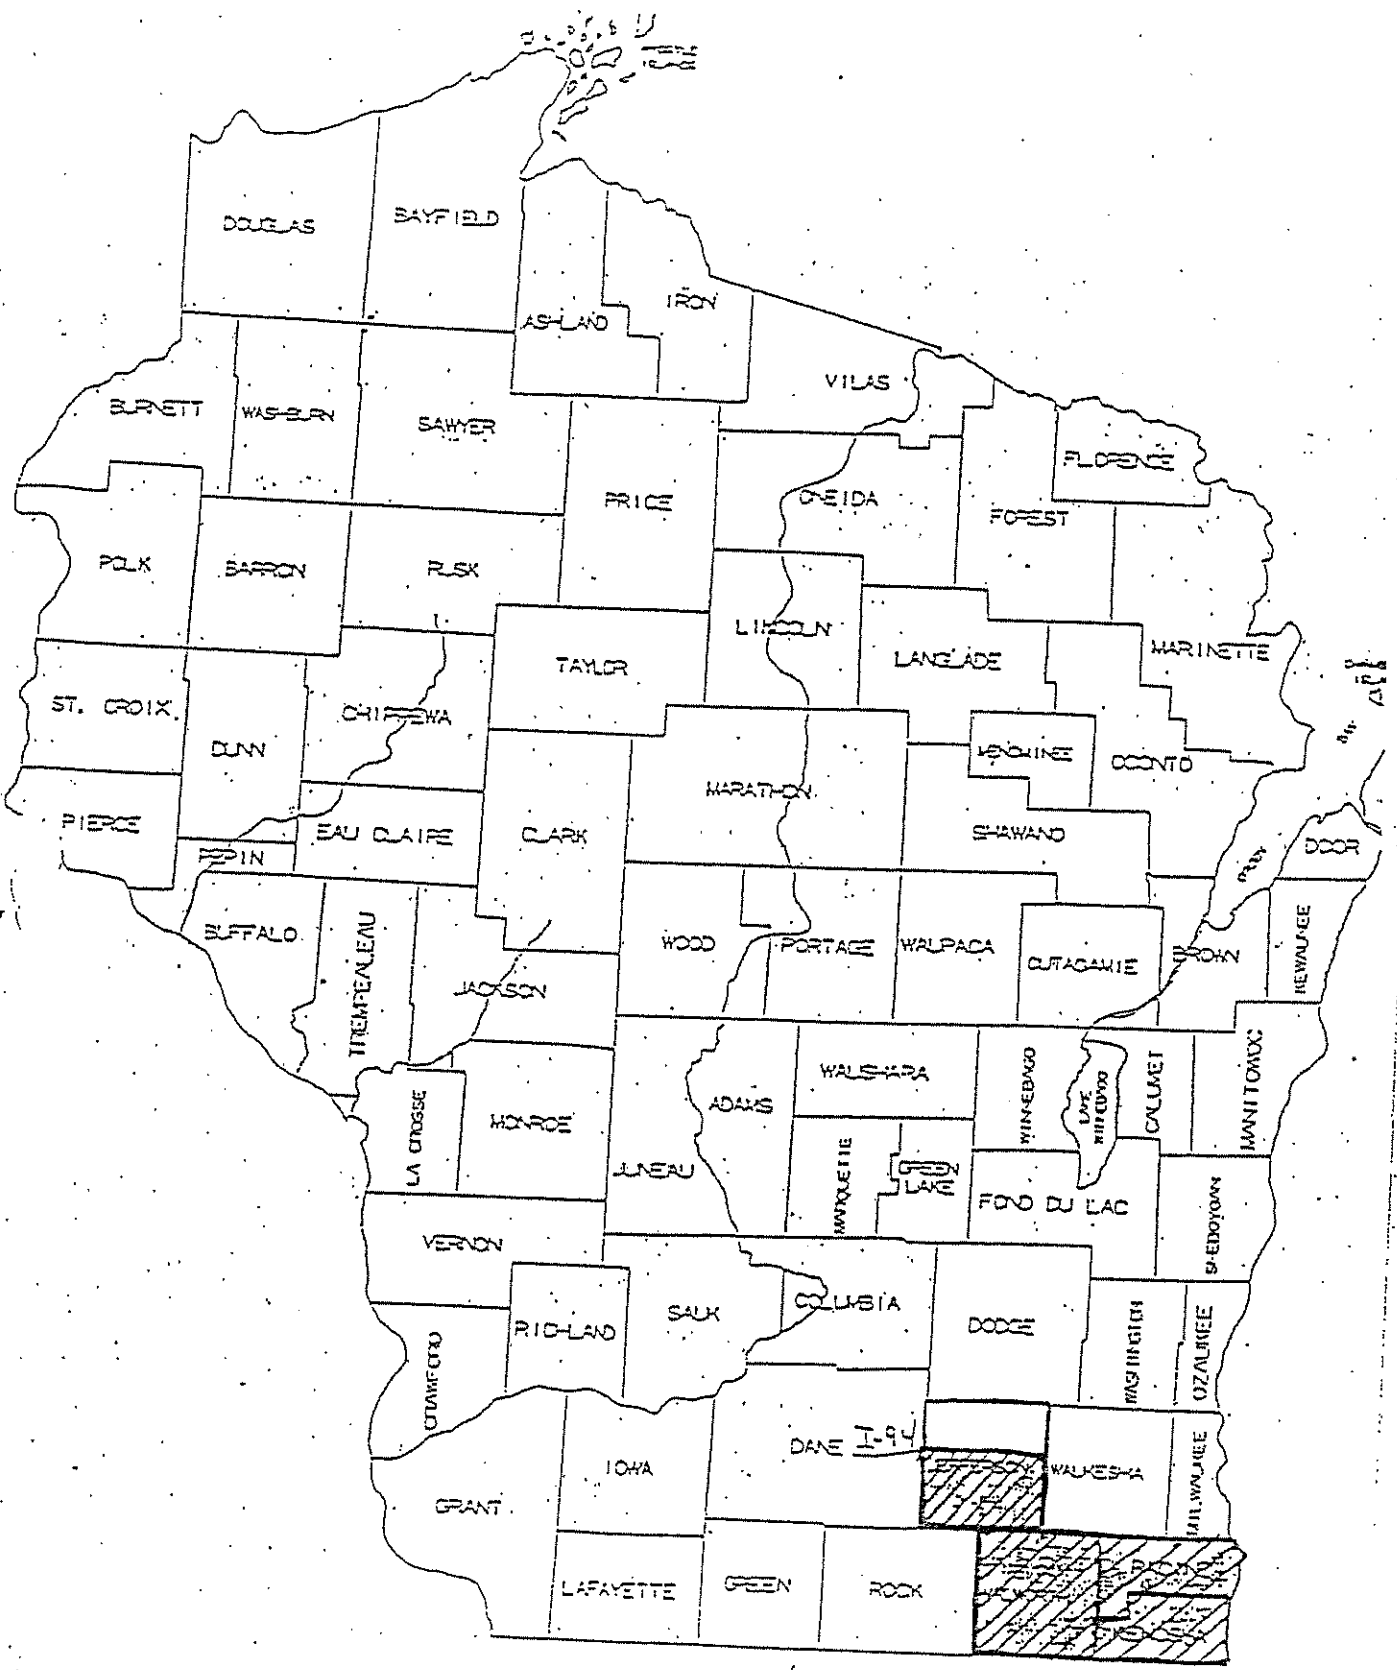 DOUGLAS
BAYFIELD
ASHLAND
IRON
VILAS
BURNETT
WASHBURN
SAWYER
PRICE
ONEIDA
FLORENCE
FOREST
POLK
BARRON
RUSK
LINCOLN
TAYLOR
LANGLADE
MARINETTE
ST. CROIX
CHIPPEWA
DUNN
MENOMINEE
OCONTO
MARATHON
PIERCE
EAU CLAIRE
CLARK
SHAWANO
PEPIN
DOOR
BUFFALO
TREMPEALEAU
WOOD
PORTAGE
WAUPACA
OUTAGAMIE
BROWN
KEWAUNEE
JACKSON
WAUSHARA
WINNEBAGO
LAKE
WINNEBAGO
CALUMET
MANITOWOC
ADAMS
LA CROSSE
MONROE
JUNEAU
MARQUETTE
GREEN
LAKE
FOND DU LAC
SHEBOYGAN
VERNON
RICHLAND
SAUK
COLUMBIA
DODGE
WASHINGTON
OZAUKEE
CRAWFORD
DANE I-94
IOWA
JEFFERSON
WAUKESHA
MILWAUKEE
GRANT
LAFAYETTE
GREEN
ROCK